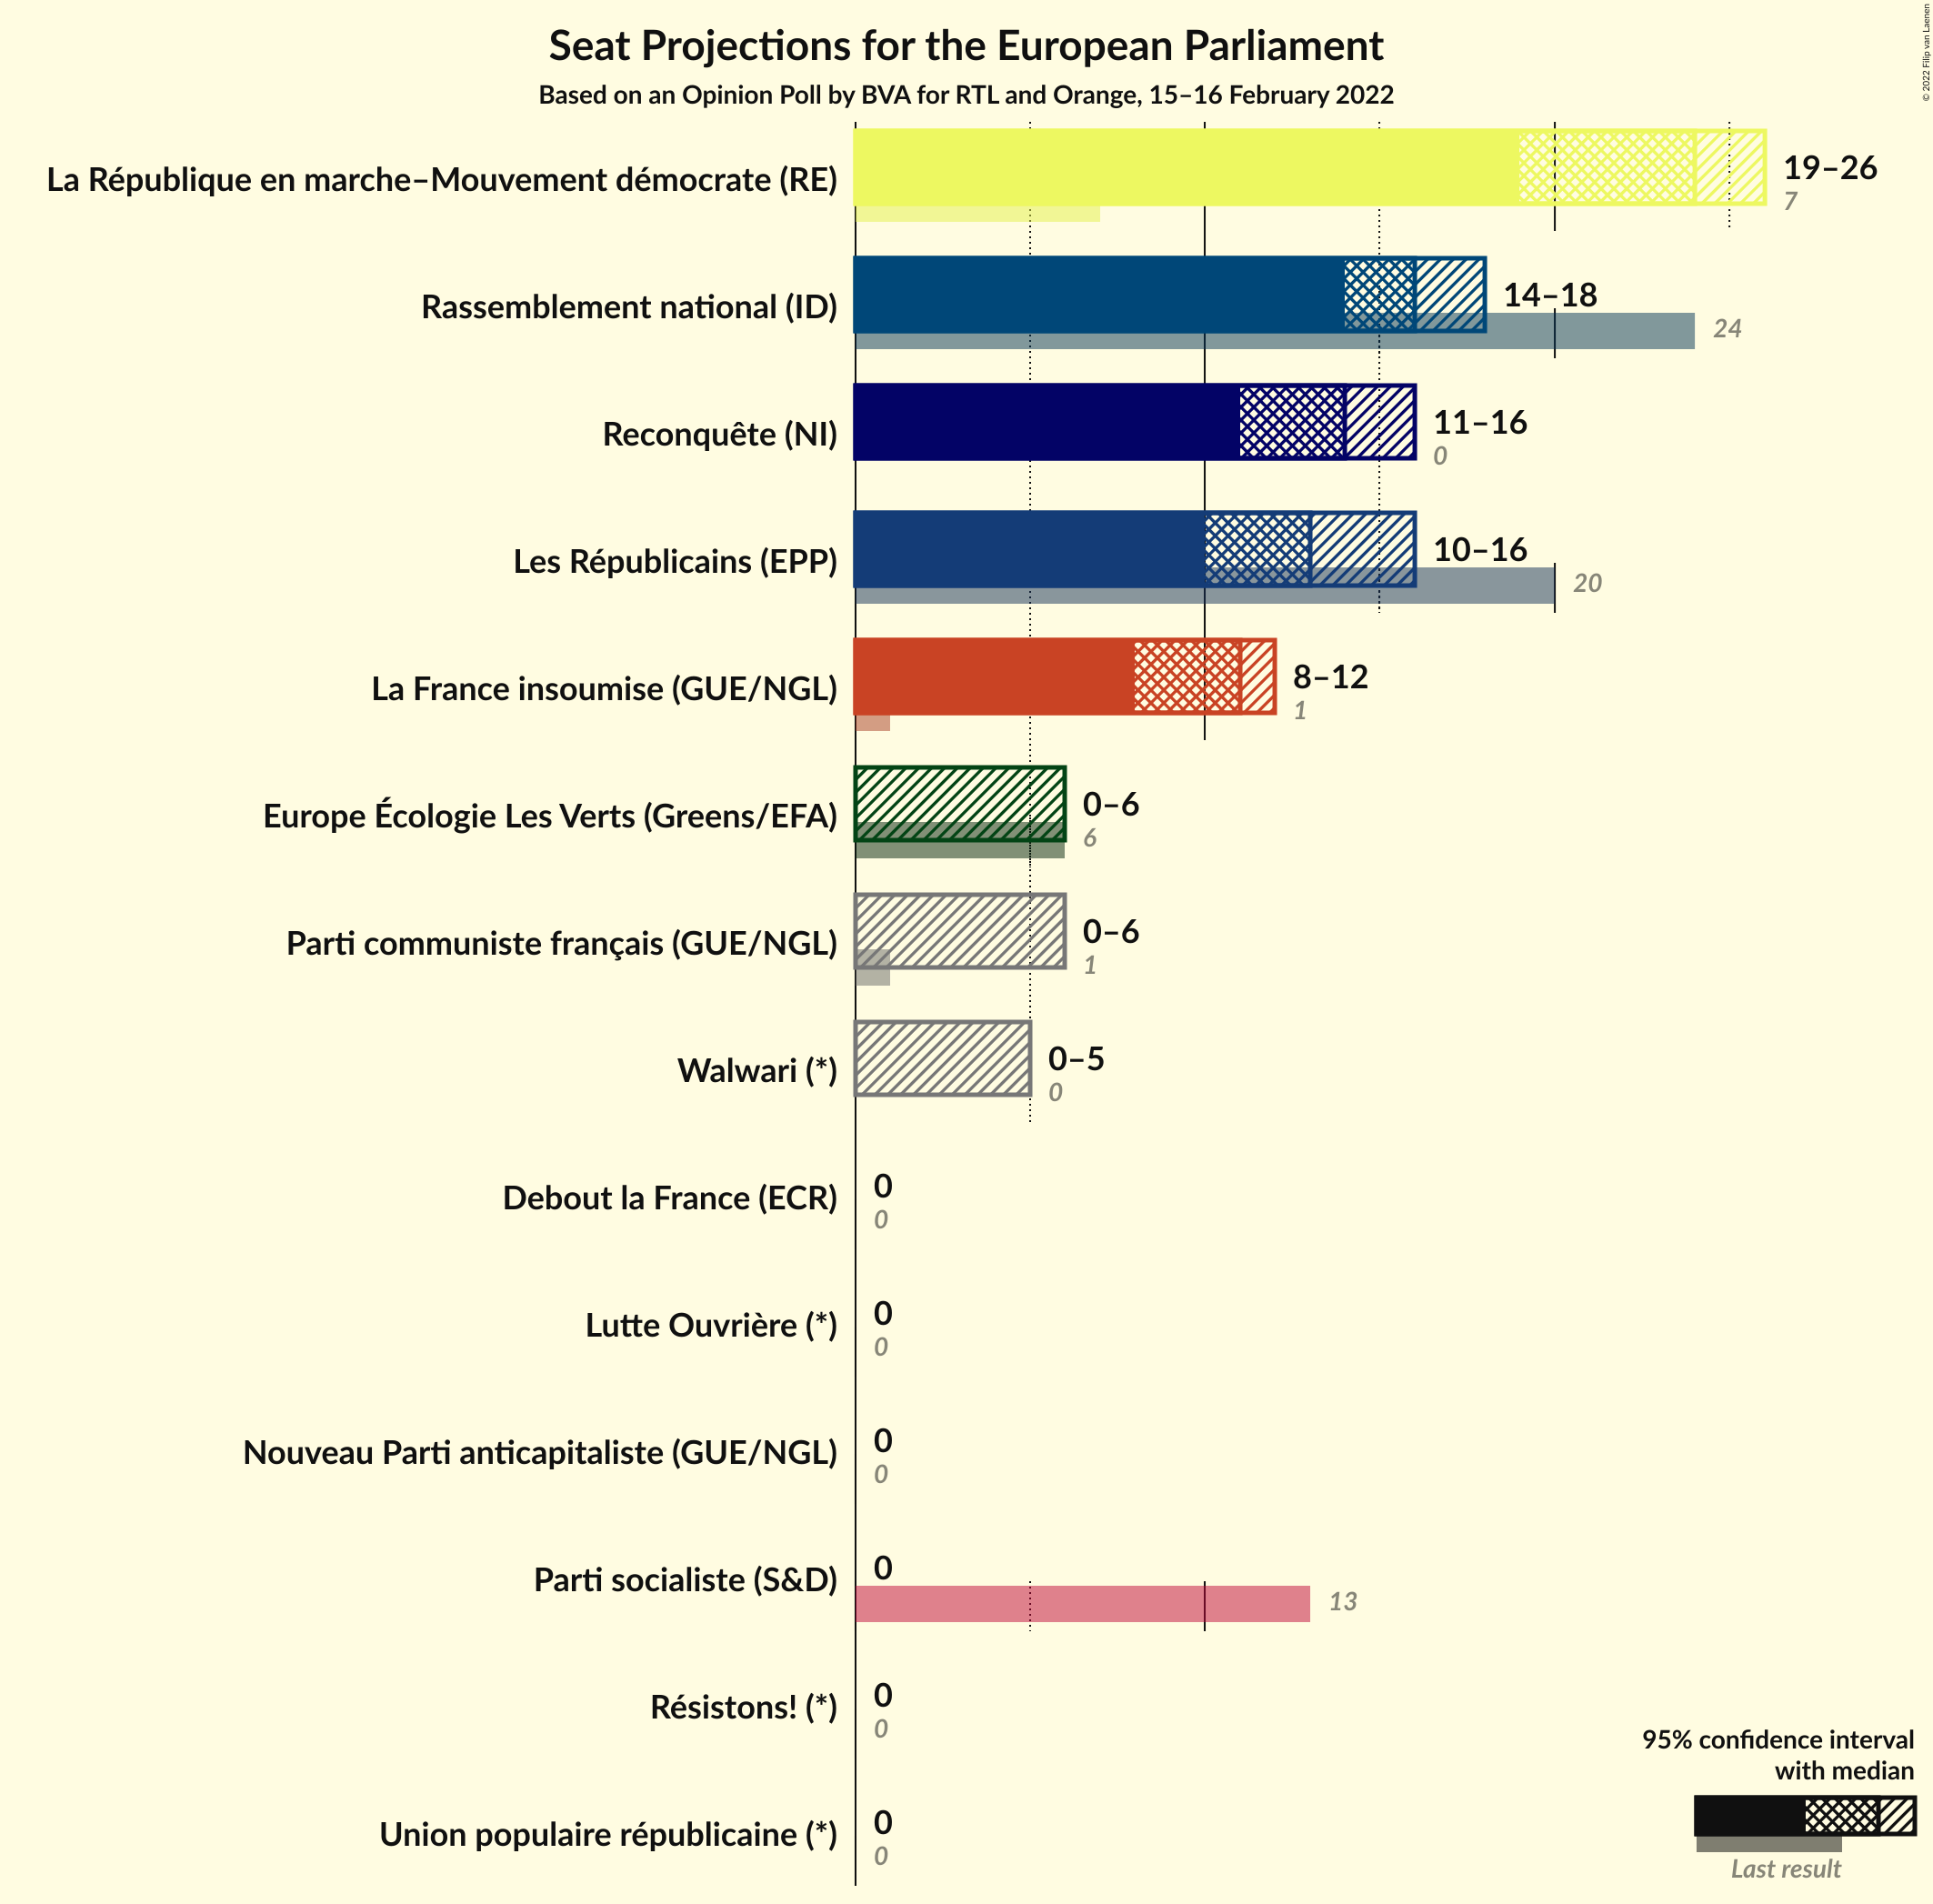 Seat Projections for the European Parliament
Based on an Opinion Poll by BVA for RTL and Orange, 15–16 February 2022
© 2022 Filip van Laenen
La République en marche–Mouvement démocrate (RE)
19–26
7
Rassemblement national (ID)
14–18
24
Reconquête (NI)
11–16
0
Les Républicains (EPP)
10–16
20
La France insoumise (GUE/NGL)
8–12
1
Europe Écologie Les Verts (Greens/EFA)
0–6
6
Parti communiste français (GUE/NGL)
0–6
1
Walwari (*)
0–5
0
Debout la France (ECR)
0
0
Lutte Ouvrière (*)
0
0
Nouveau Parti anticapitaliste (GUE/NGL)
0
0
Parti socialiste (S&D)
0
13
Résistons! (*)
0
0
Union populaire républicaine (*)
0
0
95% confidence interval
with median
Last result